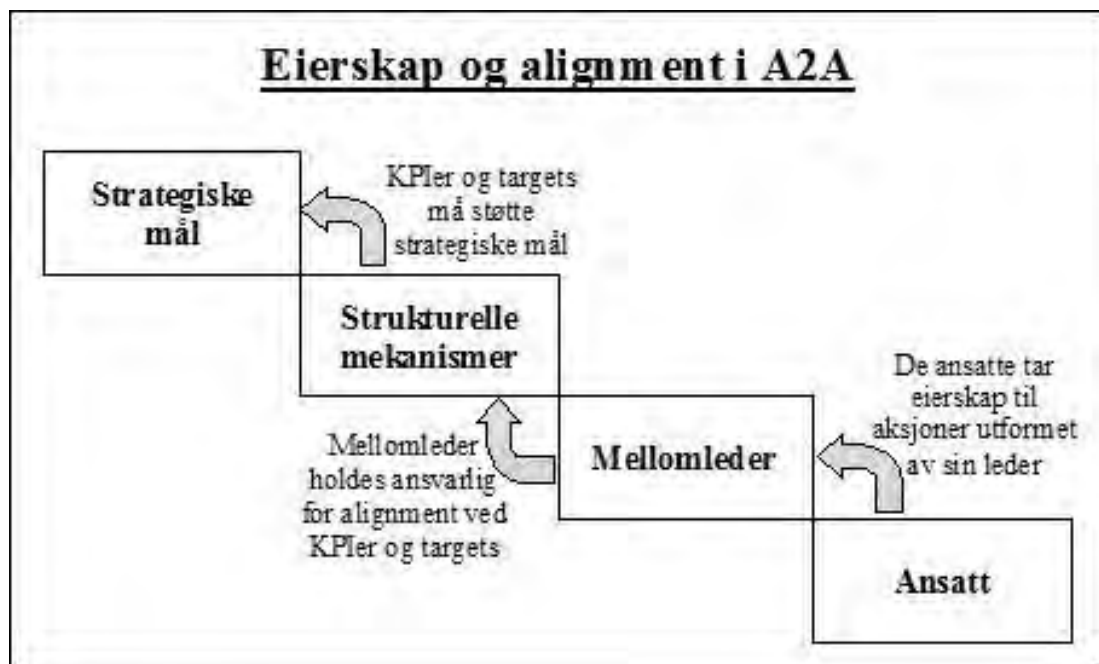 Eierskap og alignment i A2A
Strategiske
mål
KPIer og targets
må støtte
strategiske mål
Strukturelle
mekanismer
Mellomleder
holdes ansvarlig
for alignment ved
KPIer og targets
Mellomleder
De ansatte tar
eierskap til
aksjoner utformet
av sin leder
Ansatt